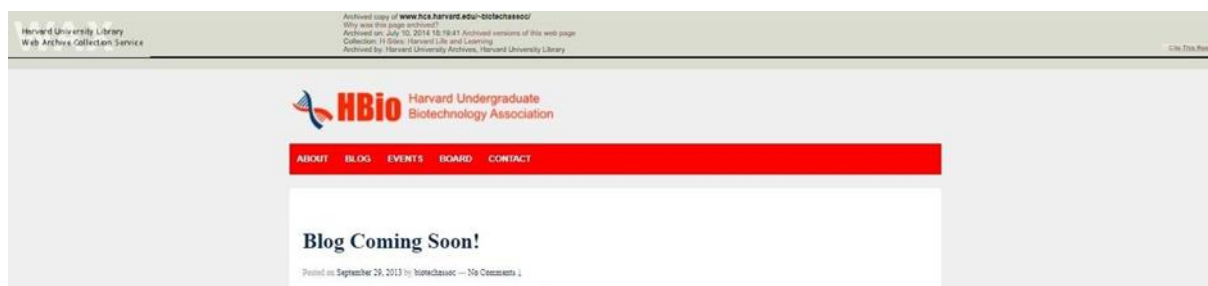 WAX
Harvard University Library
Web Archive Collection Service
Archived copy of www.hcs.harvard.edu/~biotechassoc/
Why was this page archived?
Archived on: July 10, 2014 18:19:41 Archived versions of this web page
Collection: H-Sites: Harvard Life and Learning
Archived by: Harvard University Archives, Harvard University Library
Cite This
HBio Harvard Undergraduate
Biotechnology Association
ABOUT BLOG EVENTS BOARD CONTACT
Blog Coming Soon!
Posted on September 29, 2013 by biotechassoc — No Comments ↓